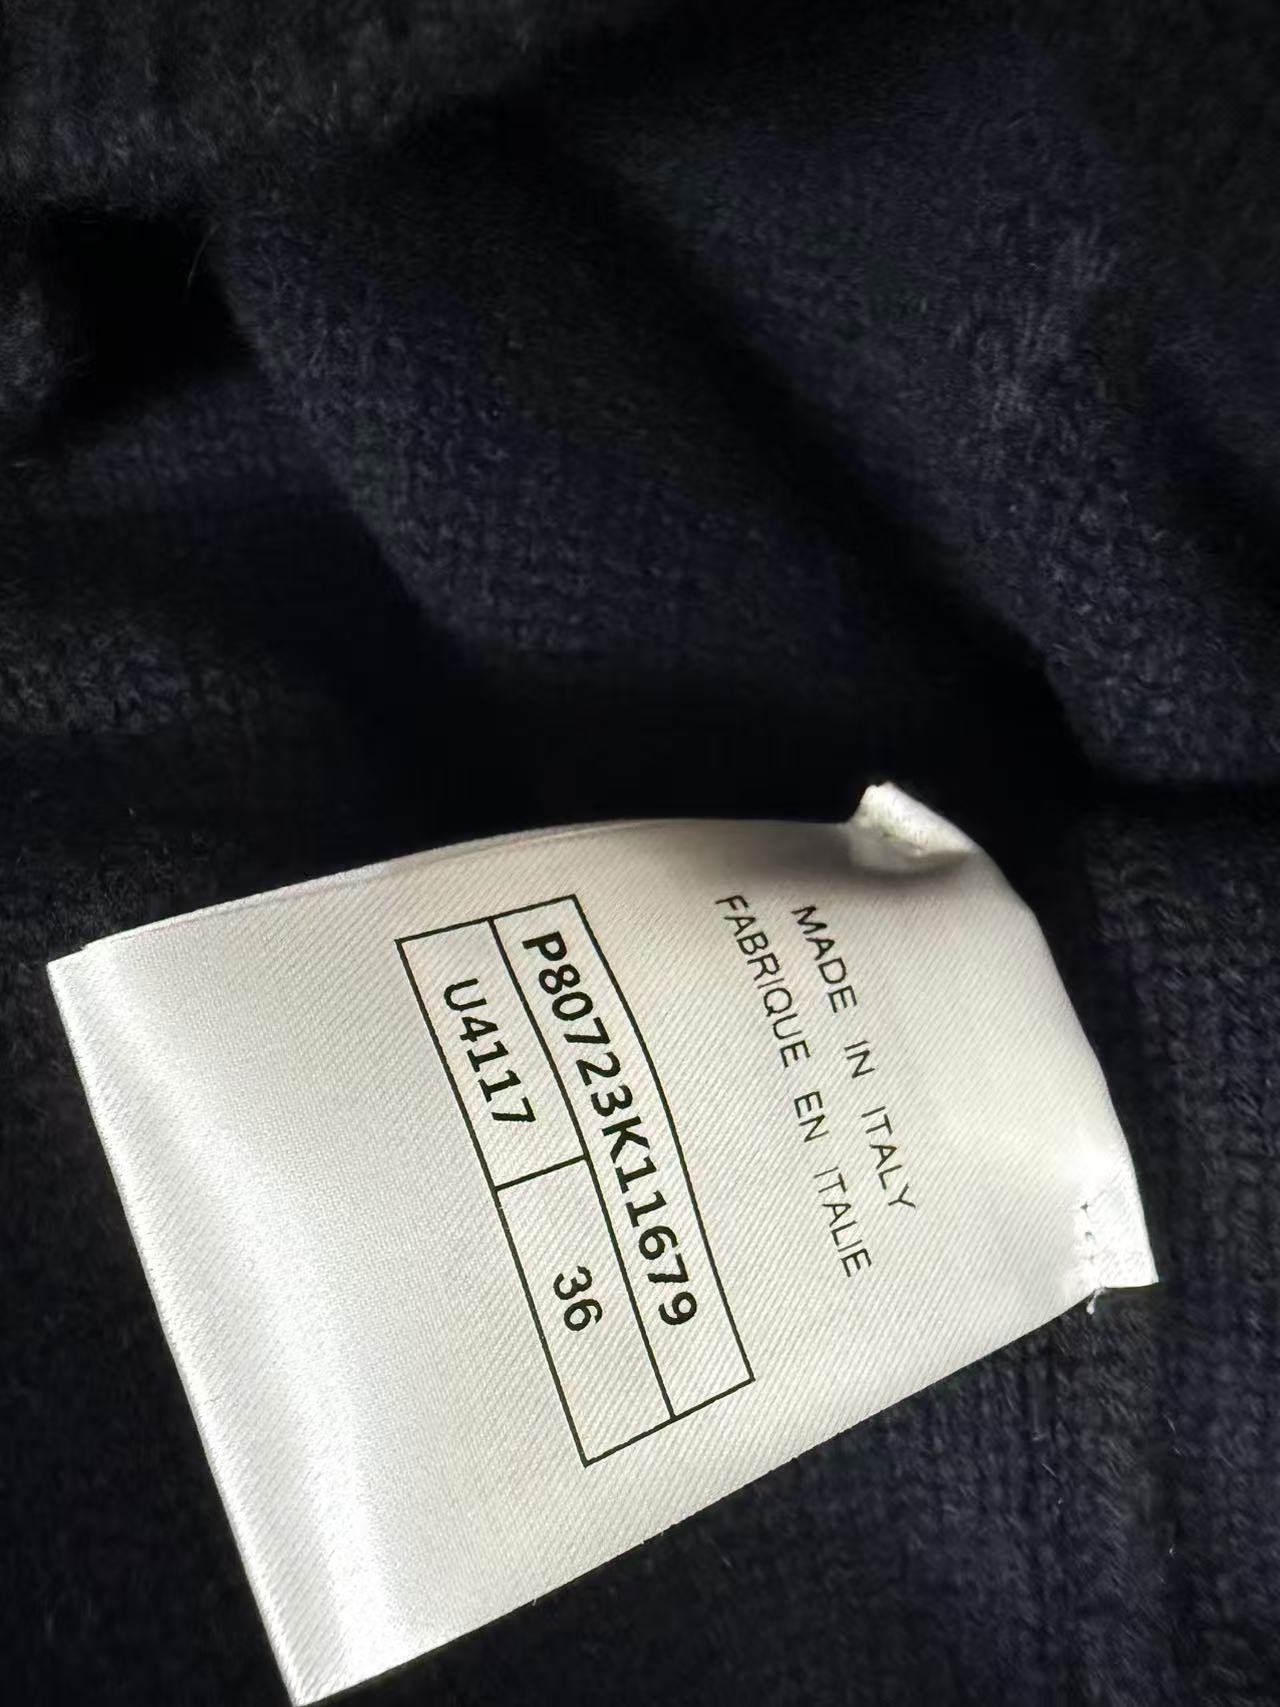 MADE IN ITALY
FABRIQUE EN ITALIE
P80723K11679
U4117 36